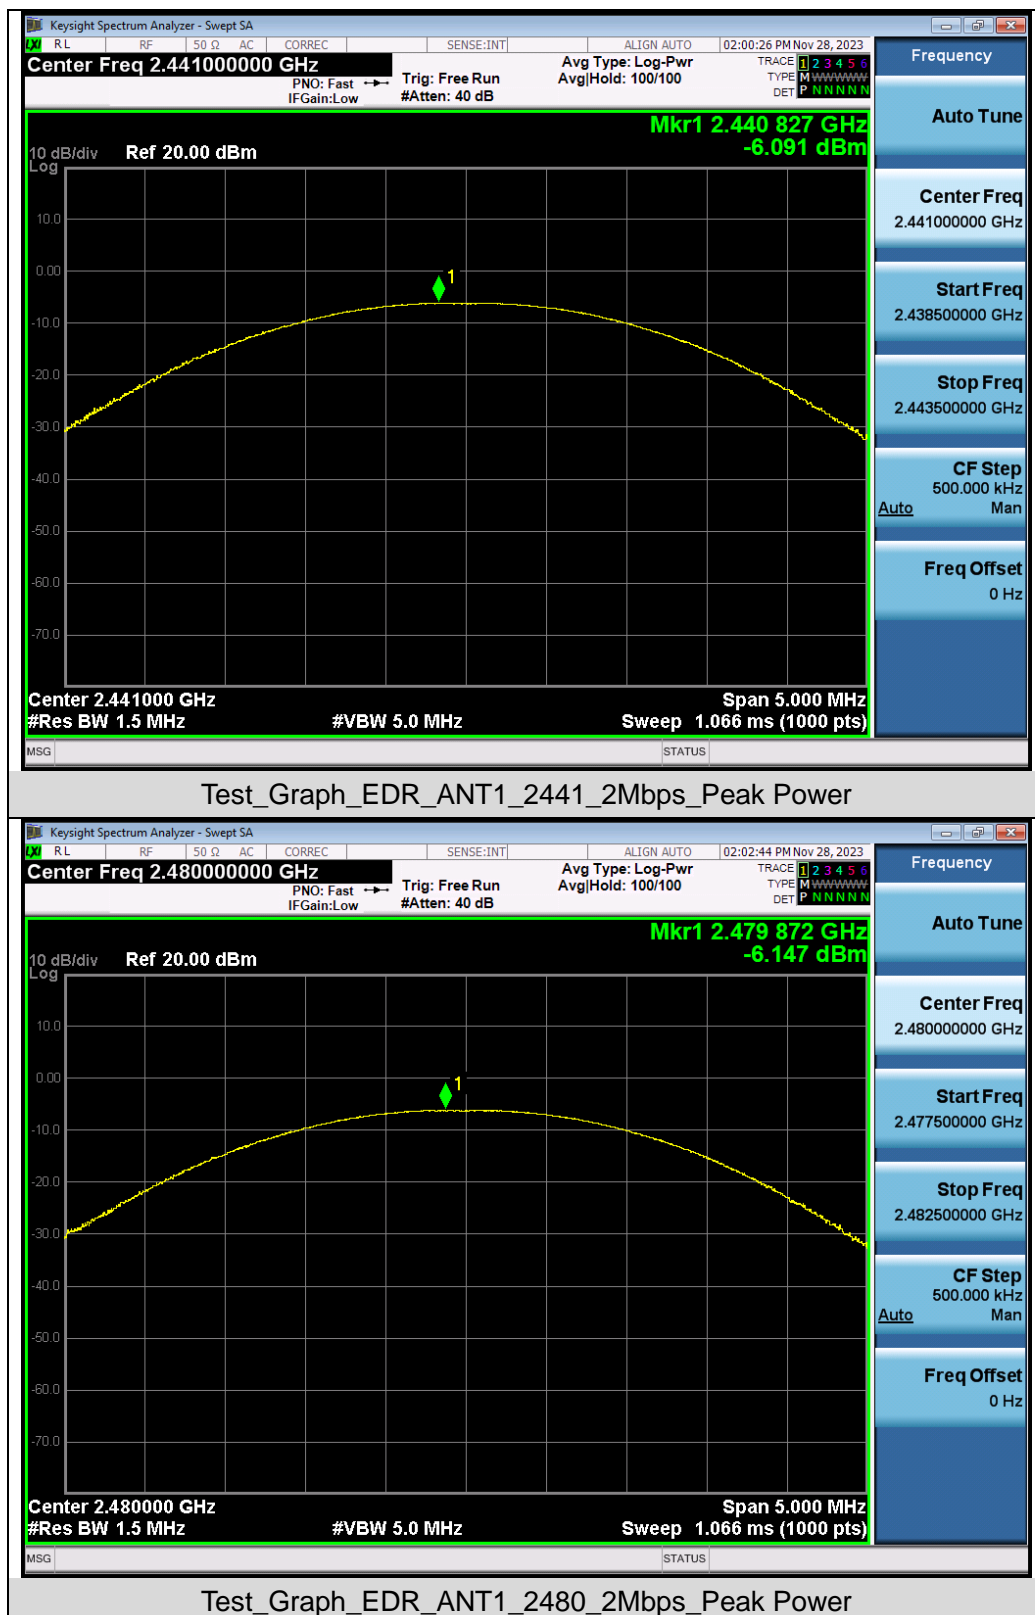 Keysight Spectrum Analyzer - Swept SA
LXI RL RF 50 Ω AC CORREC SENSE:INT ALIGN AUTO 02:00:26 PM Nov 28, 2023
Center Freq 2.441000000 GHz
PNO: Fast
IFGain:Low
Trig: Free Run
#Atten: 40 dB
Avg Type: Log-Pwr
Avg|Hold: 100/100
TRACE 1 2 3 4 5 6
TYPE M WWWWW
DET P N N N N N
Mkr1 2.440 827 GHz
-6.091 dBm
10 dB/div Ref 20.00 dBm
Log
10.0
0.00
1
-10.0
-20.0
-30.0
-40.0
-50.0
-60.0
-70.0
Center 2.441000 GHz Span 5.000 MHz
#Res BW 1.5 MHz #VBW 5.0 MHz Sweep 1.066 ms (1000 pts)
MSG STATUS
Frequency
Auto Tune
Center Freq
2.441000000 GHz
Start Freq
2.438500000 GHz
Stop Freq
2.443500000 GHz
CF Step
500.000 kHz
Auto Man
Freq Offset
0 Hz
Test_Graph_EDR_ANT1_2441_2Mbps_Peak Power
Keysight Spectrum Analyzer - Swept SA
LXI RL RF 50 Ω AC CORREC SENSE:INT ALIGN AUTO 02:02:44 PM Nov 28, 2023
Center Freq 2.480000000 GHz
PNO: Fast
IFGain:Low
Trig: Free Run
#Atten: 40 dB
Avg Type: Log-Pwr
Avg|Hold: 100/100
TRACE 1 2 3 4 5 6
TYPE M WWWWW
DET P N N N N N
Mkr1 2.479 872 GHz
-6.147 dBm
10 dB/div Ref 20.00 dBm
Log
10.0
0.00
1
-10.0
-20.0
-30.0
-40.0
-50.0
-60.0
-70.0
Center 2.480000 GHz Span 5.000 MHz
#Res BW 1.5 MHz #VBW 5.0 MHz Sweep 1.066 ms (1000 pts)
MSG STATUS
Frequency
Auto Tune
Center Freq
2.480000000 GHz
Start Freq
2.477500000 GHz
Stop Freq
2.482500000 GHz
CF Step
500.000 kHz
Auto Man
Freq Offset
0 Hz
Test_Graph_EDR_ANT1_2480_2Mbps_Peak Power